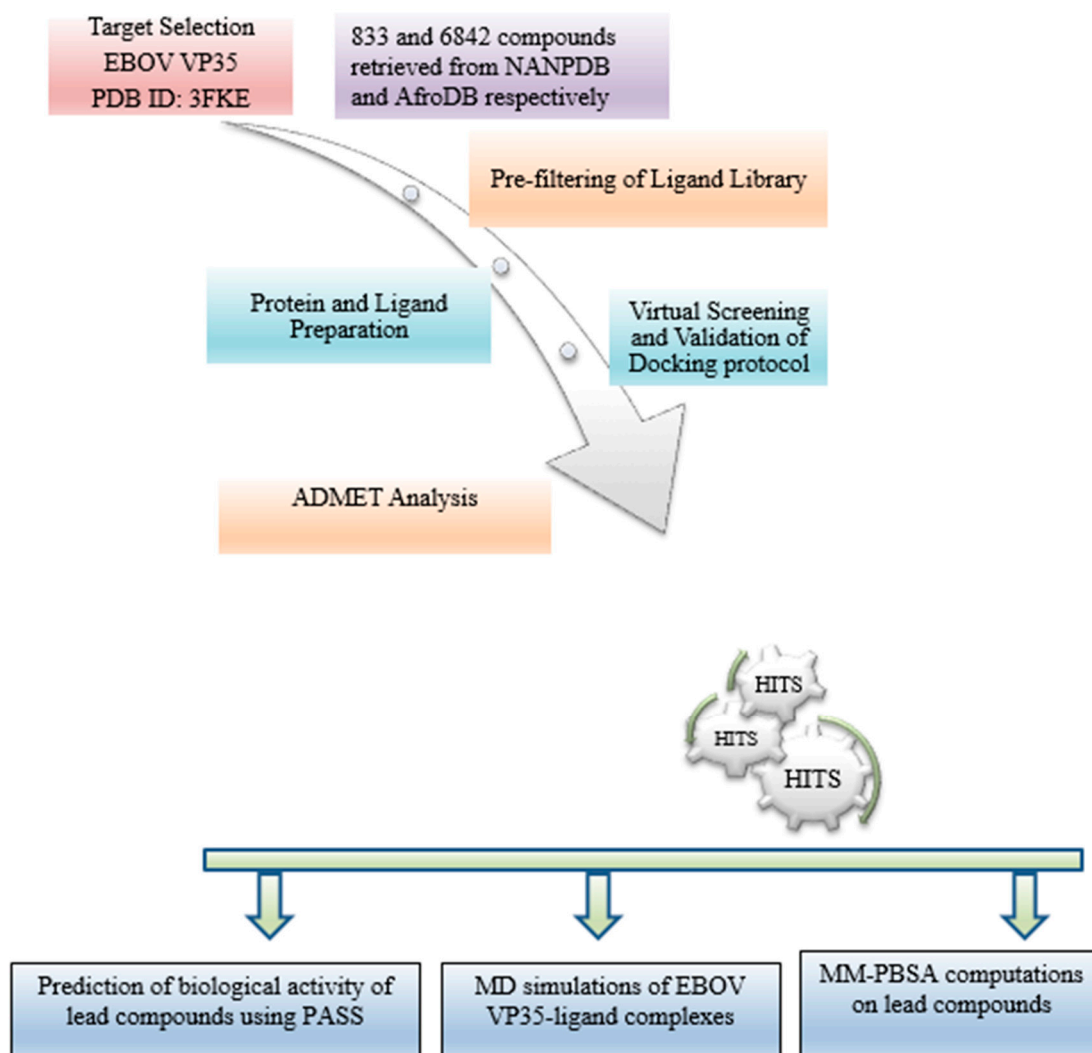 Target Selection
EBOV VP35
PDB ID: 3FKE
833 and 6842 compounds
retrieved from NANPDB
and AfroDB respectively
Pre-filtering of Ligand Library
Protein and Ligand
Preparation
Virtual Screening
and Validation of
Docking protocol
ADMET Analysis
HITS
HITS
HITS
Prediction of biological activity of
lead compounds using PASS
MD simulations of EBOV
VP35-ligand complexes
MM-PBSA computations
on lead compounds